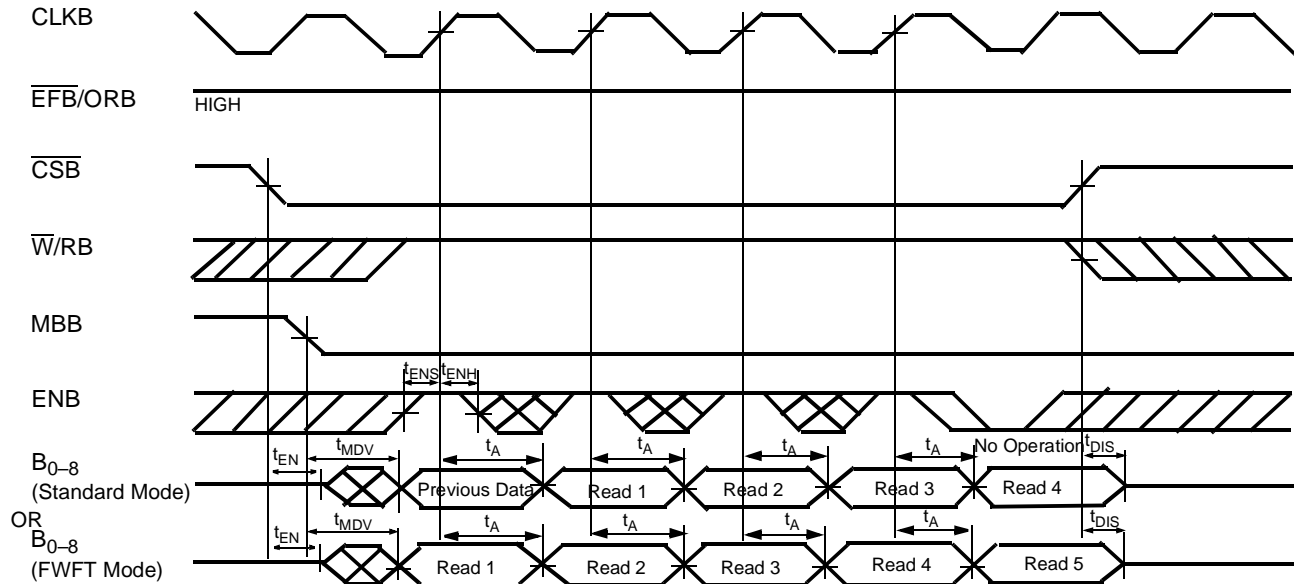 CLKB
EFB/ORB HIGH
CSB
W/RB
MBB
tENS tENH
ENB
tMDV tA tA tA tA No Operation tDIS
tEN
B0–8
(Standard Mode)
Previous Data Read 1 Read 2 Read 3 Read 4
OR
tMDV tA tA tA tA tDIS
tEN
B0–8
(FWFT Mode)
Read 1 Read 2 Read 3 Read 4 Read 5